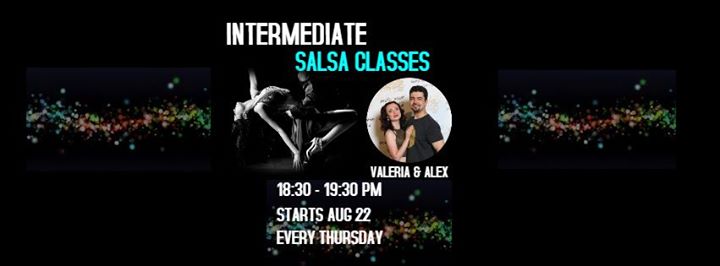 INTERMEDIATE
SALSA CLASSES
VALERIA & ALEX
18:30 - 19:30 PM
STARTS AUG 22
EVERY THURSDAY